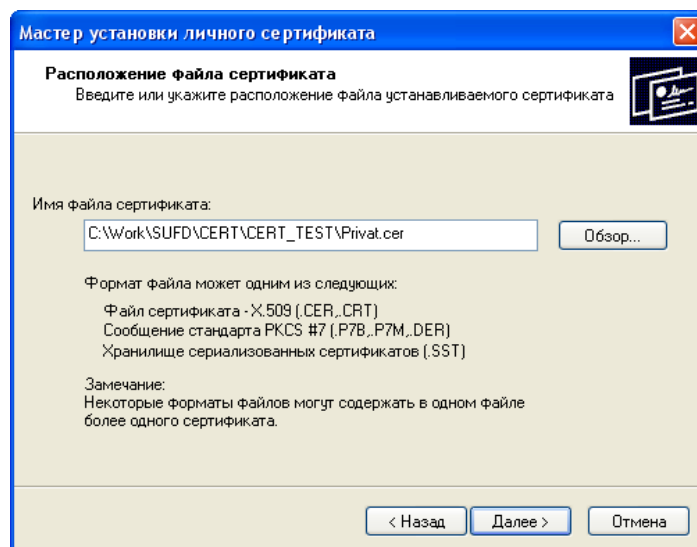 Мастер установки личного сертификата
Расположение файла сертификата
Введите или укажите расположение файла устанавливаемого сертификата
Имя файла сертификата:
C:\Work\SUFD\CERT\CERT_TEST\Privat.cer
Обзор...
Формат файла может одним из следующих:
Файл сертификата - X.509 (.CER,.CRT)
Сообщение стандарта PKCS #7 (.P7B,.P7M,.DER)
Хранилище сериализованных сертификатов (.SST)
Замечание:
Некоторые форматы файлов могут содержать в одном файле
более одного сертификата.
< Назад Далее > Отмена